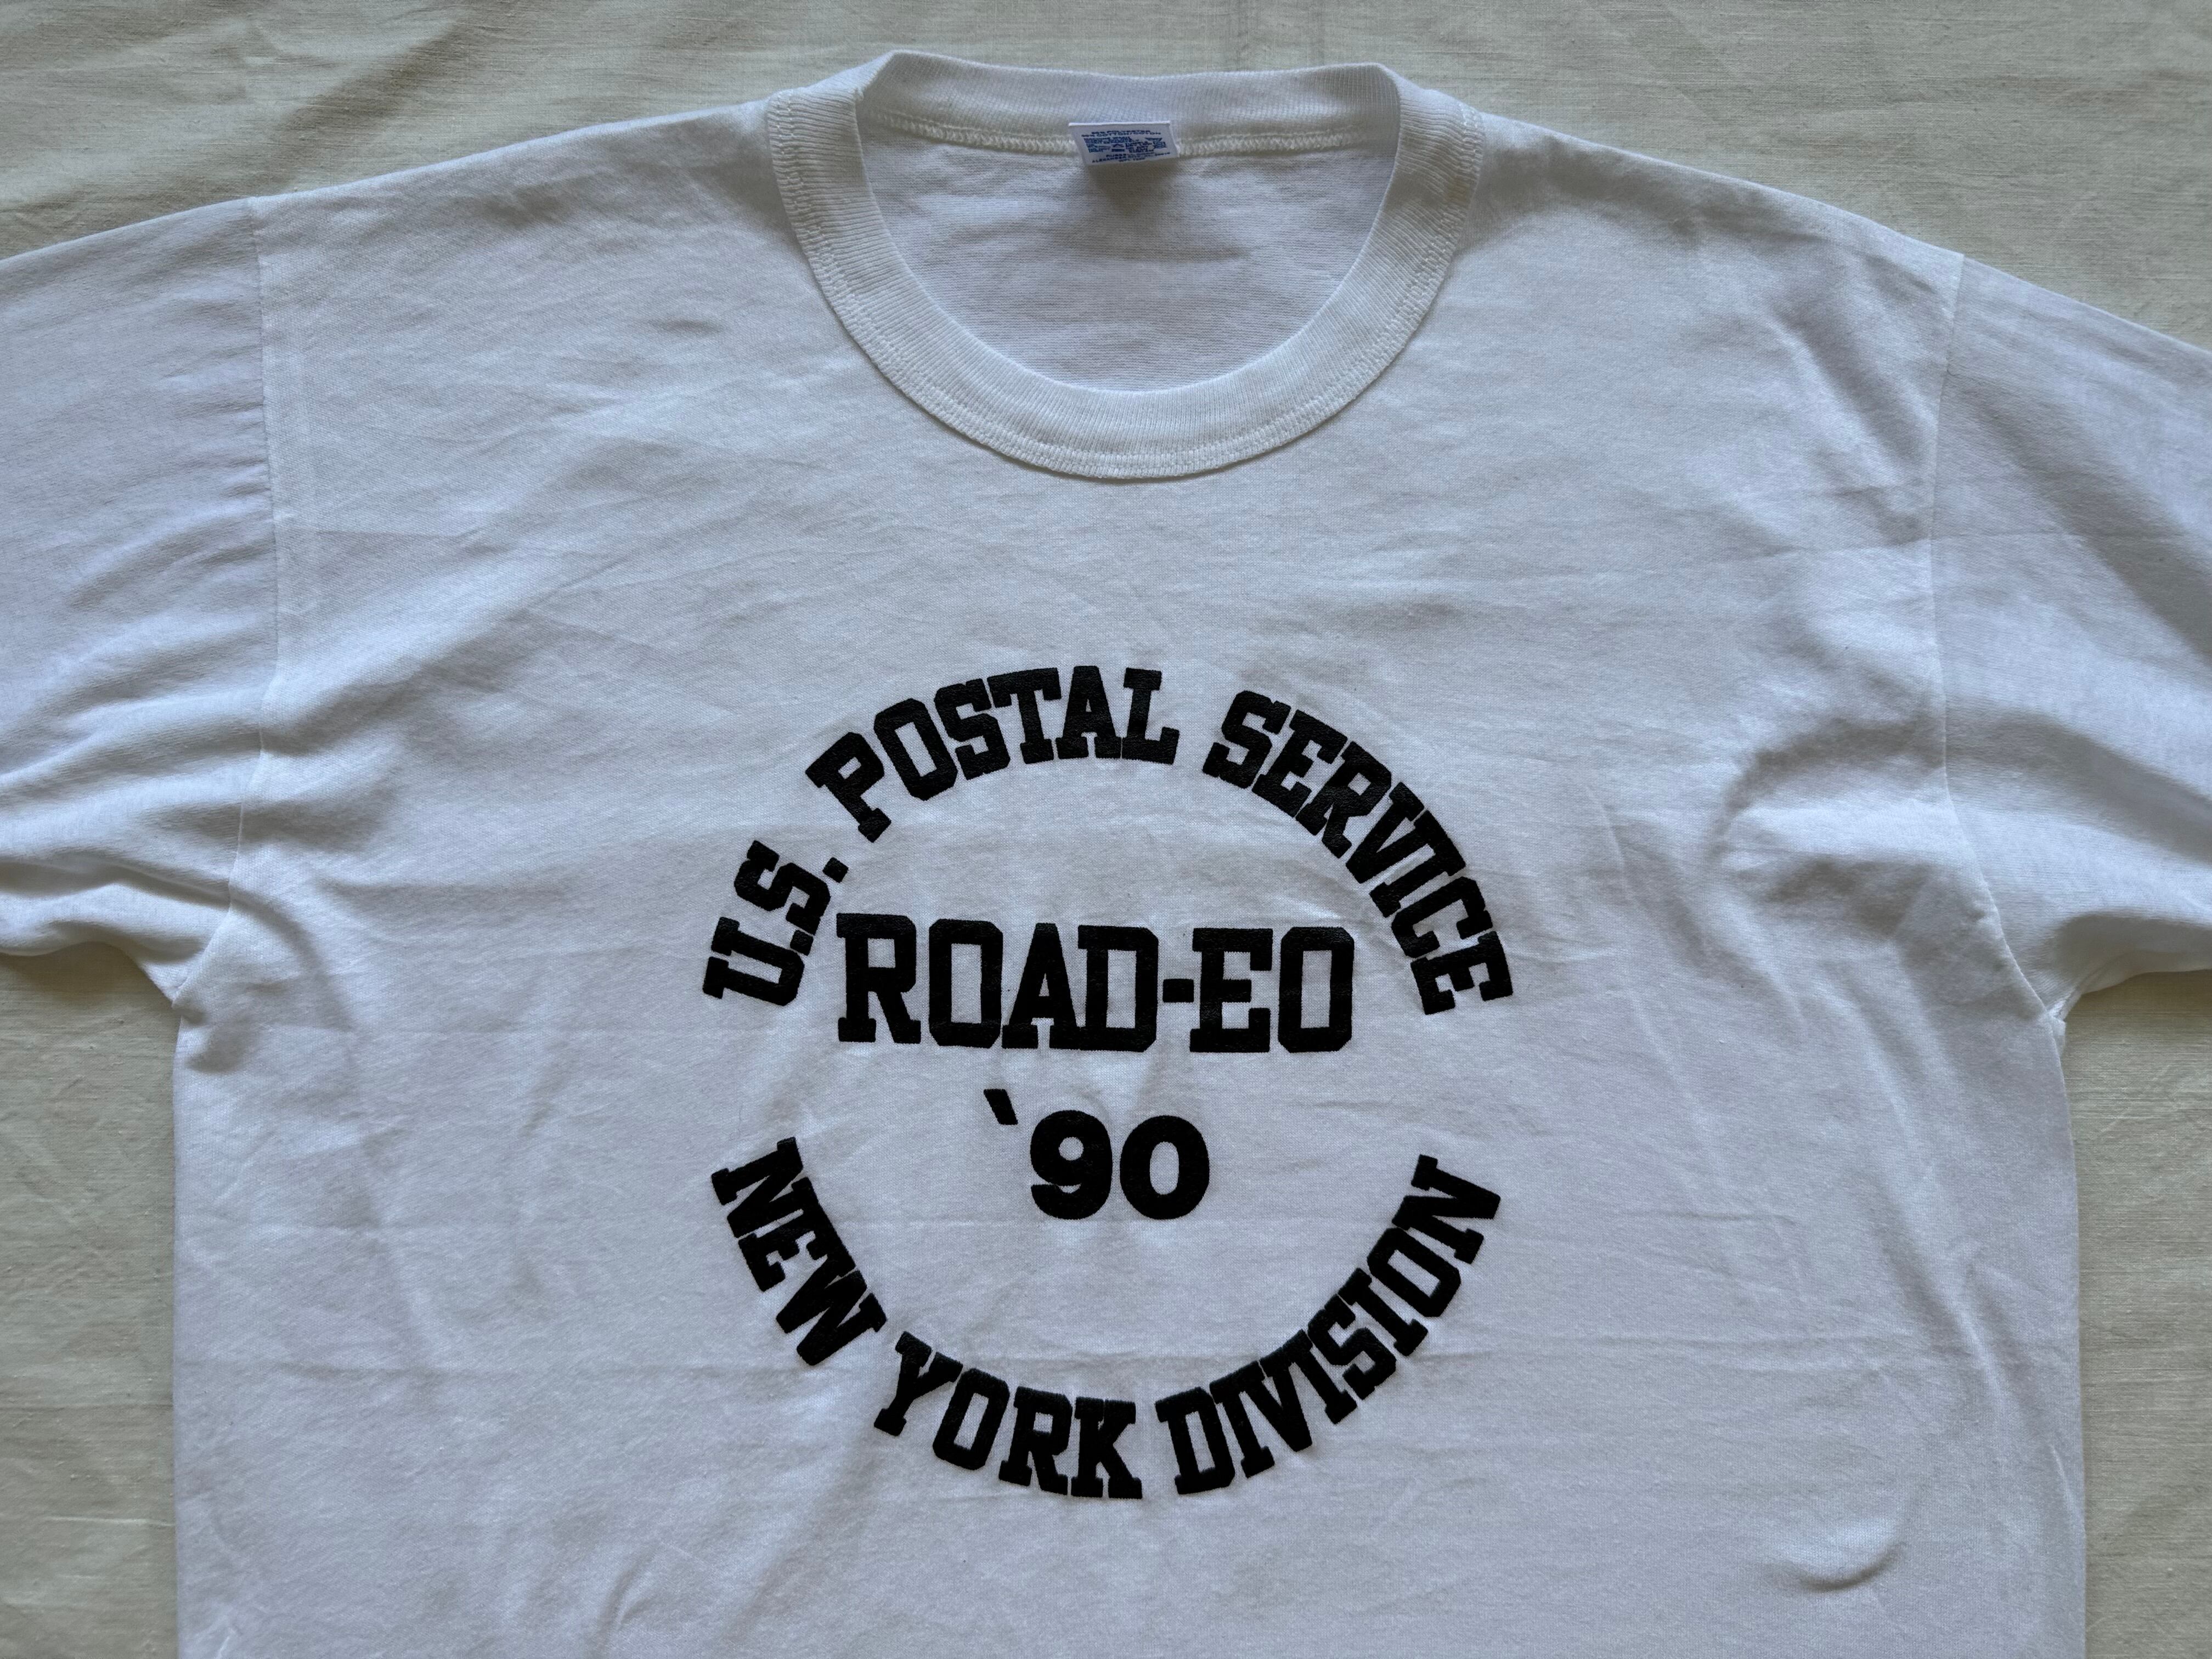 U.S. POSTAL SERVICE
ROAD-EO
`90
NEW YORK DIVISION